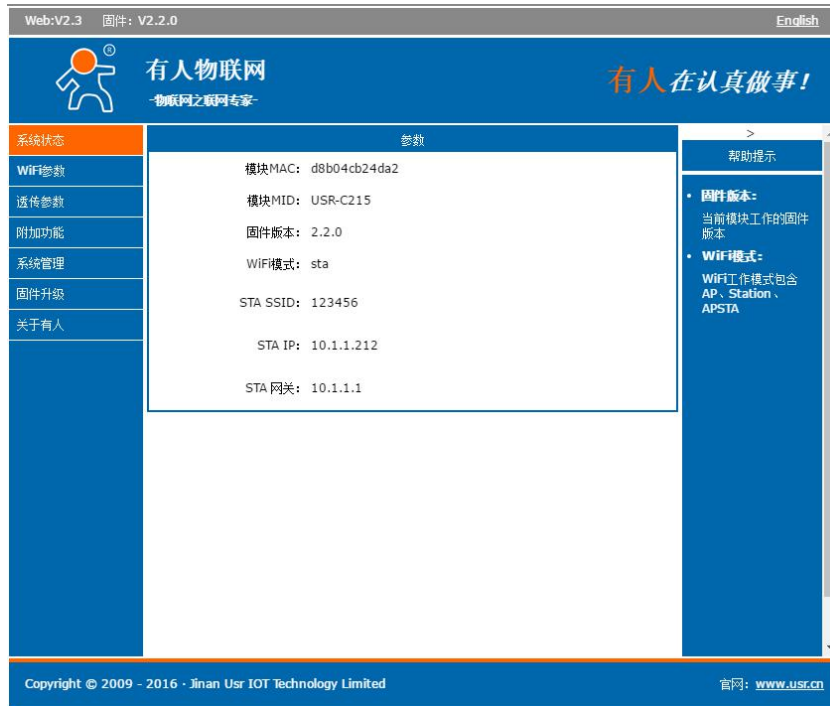 Web:V2.3 固件: V2.2.0 English
®
有人物联网
-物联网之联网专家-
有人在认真做事!
系统状态
WiFi参数
透传参数
附加功能
系统管理
固件升级
关于有人
参数
模块MAC: d8b04cb24da2
模块MID: USR-C215
固件版本: 2.2.0
WiFi模式: sta
STA SSID: 123456
STA IP: 10.1.1.212
STA 网关: 10.1.1.1
>
帮助提示
• 固件版本:
当前模块工作的固件
版本
• WiFi模式:
WiFi工作模式包含
AP、Station、
APSTA
Copyright © 2009 - 2016 · Jinan Usr IOT Technology Limited
官网: www.usr.cn